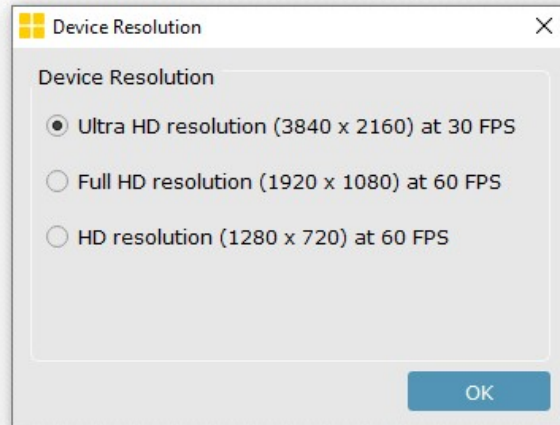 Device Resolution
Device Resolution
Ultra HD resolution (3840 x 2160) at 30 FPS
Full HD resolution (1920 x 1080) at 60 FPS
HD resolution (1280 x 720) at 60 FPS
OK